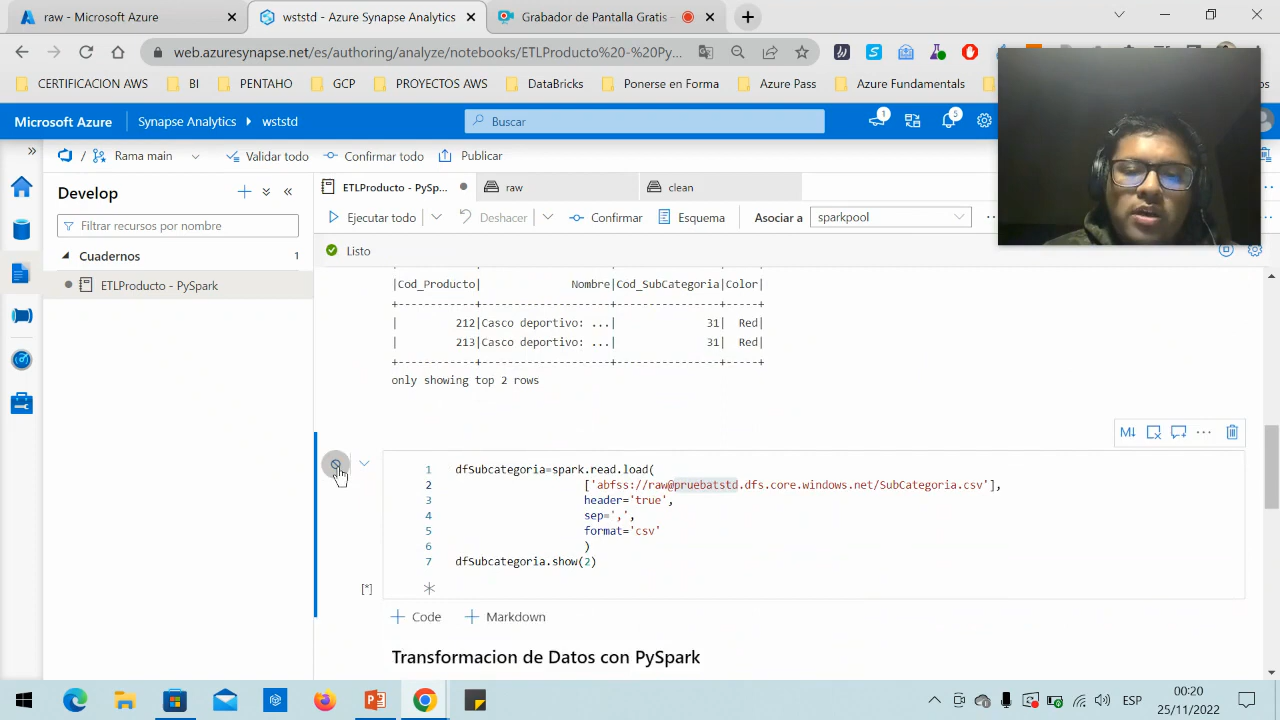 raw - Microsoft Azure
wststd - Azure Synapse Analytics
Grabador de Pantalla Gratis -
web.azuresynapse.net/es/authoring/analyze/notebooks/ETLProducto%20-%20Py...
CERTIFICACION AWS
BI
PENTAHO
GCP
PROYECTOS AWS
DataBricks
Ponerse en Forma
Azure Pass
Azure Fundamentals
Microsoft Azure
Synapse Analytics
wststd
Buscar
1
5
Rama main
Validar todo
Confirmar todo
Publicar
Develop
Filtrar recursos por nombre
Cuadernos
1
ETLProducto - PySpark
ETLProducto - PySp...
raw
clean
Ejecutar todo
Deshacer
Confirmar
Esquema
Asociar a
sparkpool
Listo
|Cod_Producto| Nombre|Cod_SubCategoria|Color|
+------------+--------------------+----------------+-----+
| 212|Casco deportivo: ...| 31| Red|
| 213|Casco deportivo: ...| 31| Red|
+------------+--------------------+----------------+-----+
only showing top 2 rows
M↓
1 dfSubcategoria=spark.read.load(
2 ['abfss://raw@pruebatstd.dfs.core.windows.net/SubCategoria.csv'],
3 header='true',
4 sep=',',
5 format='csv'
6 )
7 dfSubcategoria.show(2)
[*]
+ Code + Markdown
Transformacion de Datos con PySpark
ESP
00:20
25/11/2022